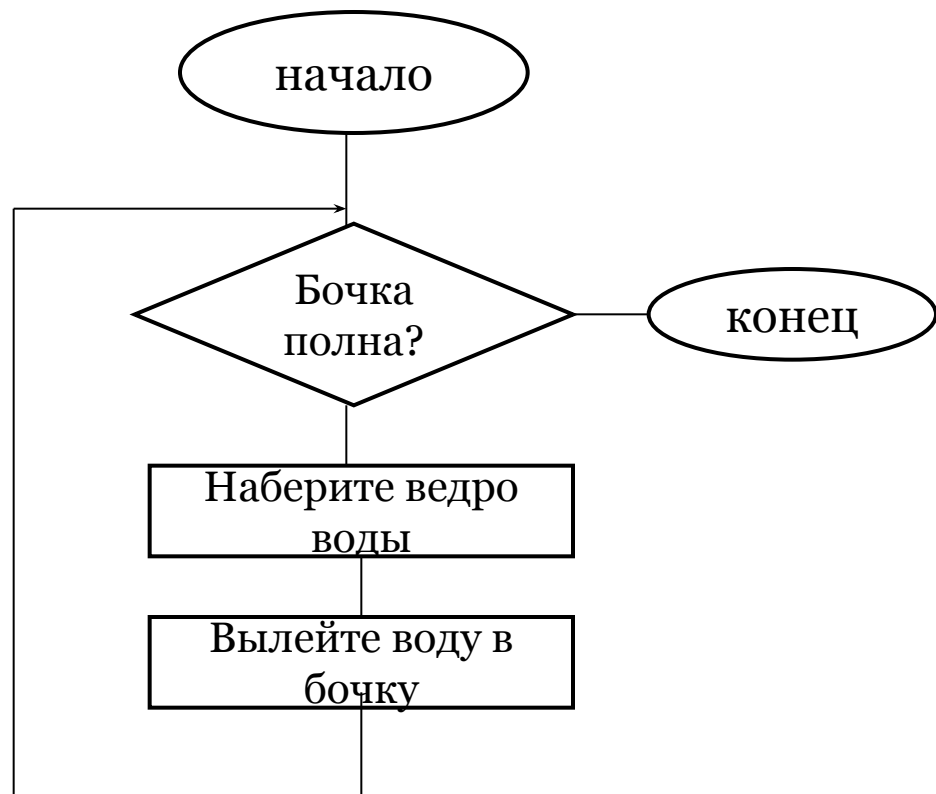 начало
Бочка
полна?
конец
Наберите ведро
воды
Вылейте воду в
бочку